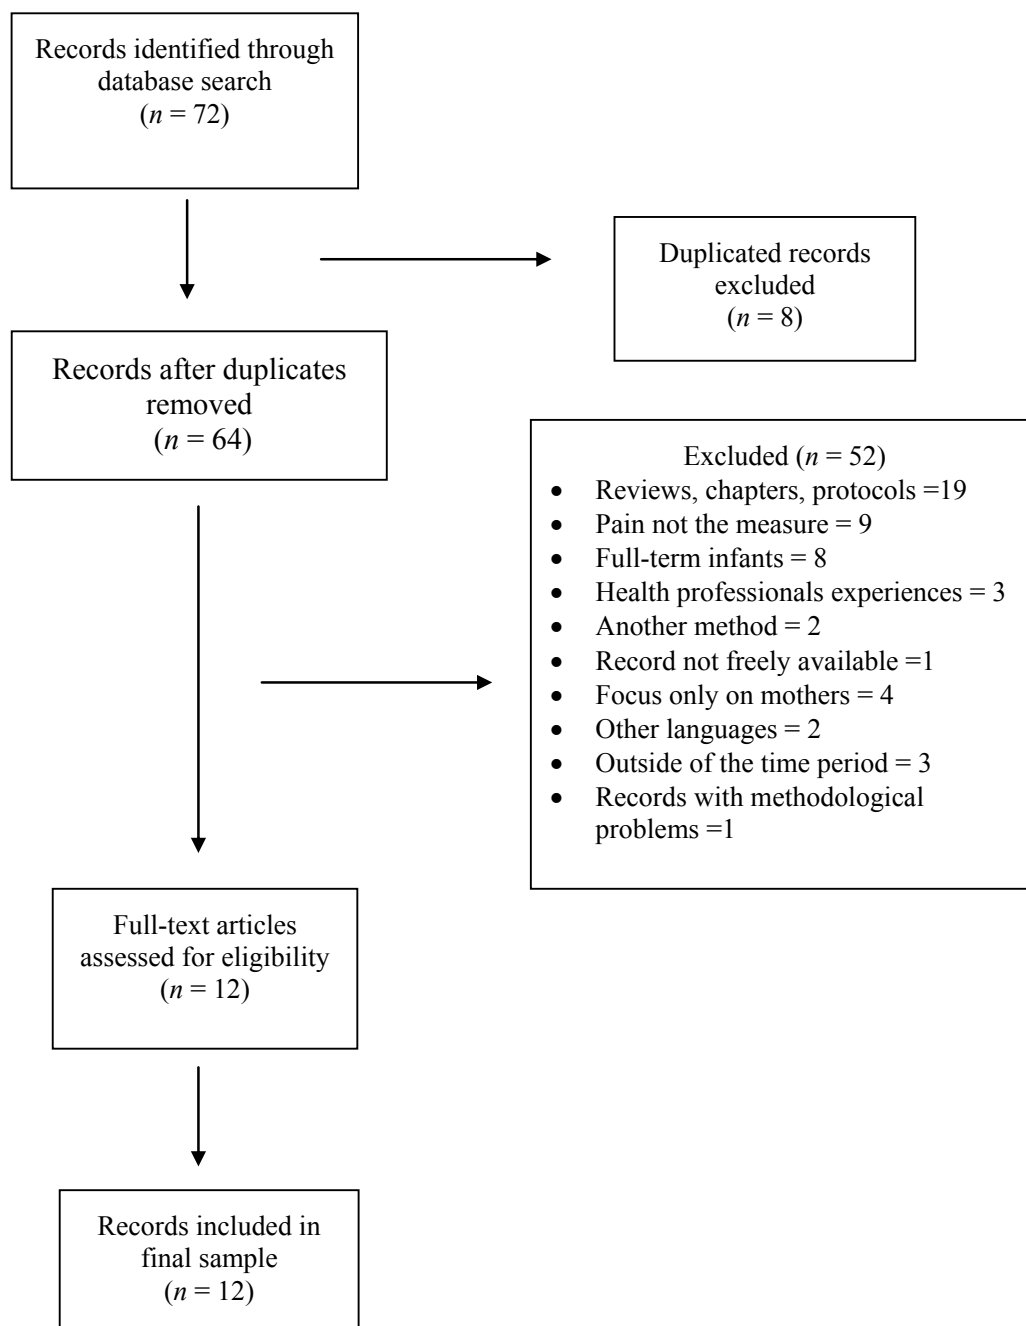 Records identified through
database search
(n = 72)
Duplicated records
excluded
(n = 8)
Records after duplicates
removed
(n = 64)
Excluded (n = 52)
• Reviews, chapters, protocols =19
• Pain not the measure = 9
• Full-term infants = 8
• Health professionals experiences = 3
• Another method = 2
• Record not freely available =1
• Focus only on mothers = 4
• Other languages = 2
• Outside of the time period = 3
• Records with methodological
problems =1
Full-text articles
assessed for eligibility
(n = 12)
Records included in
final sample
(n = 12)